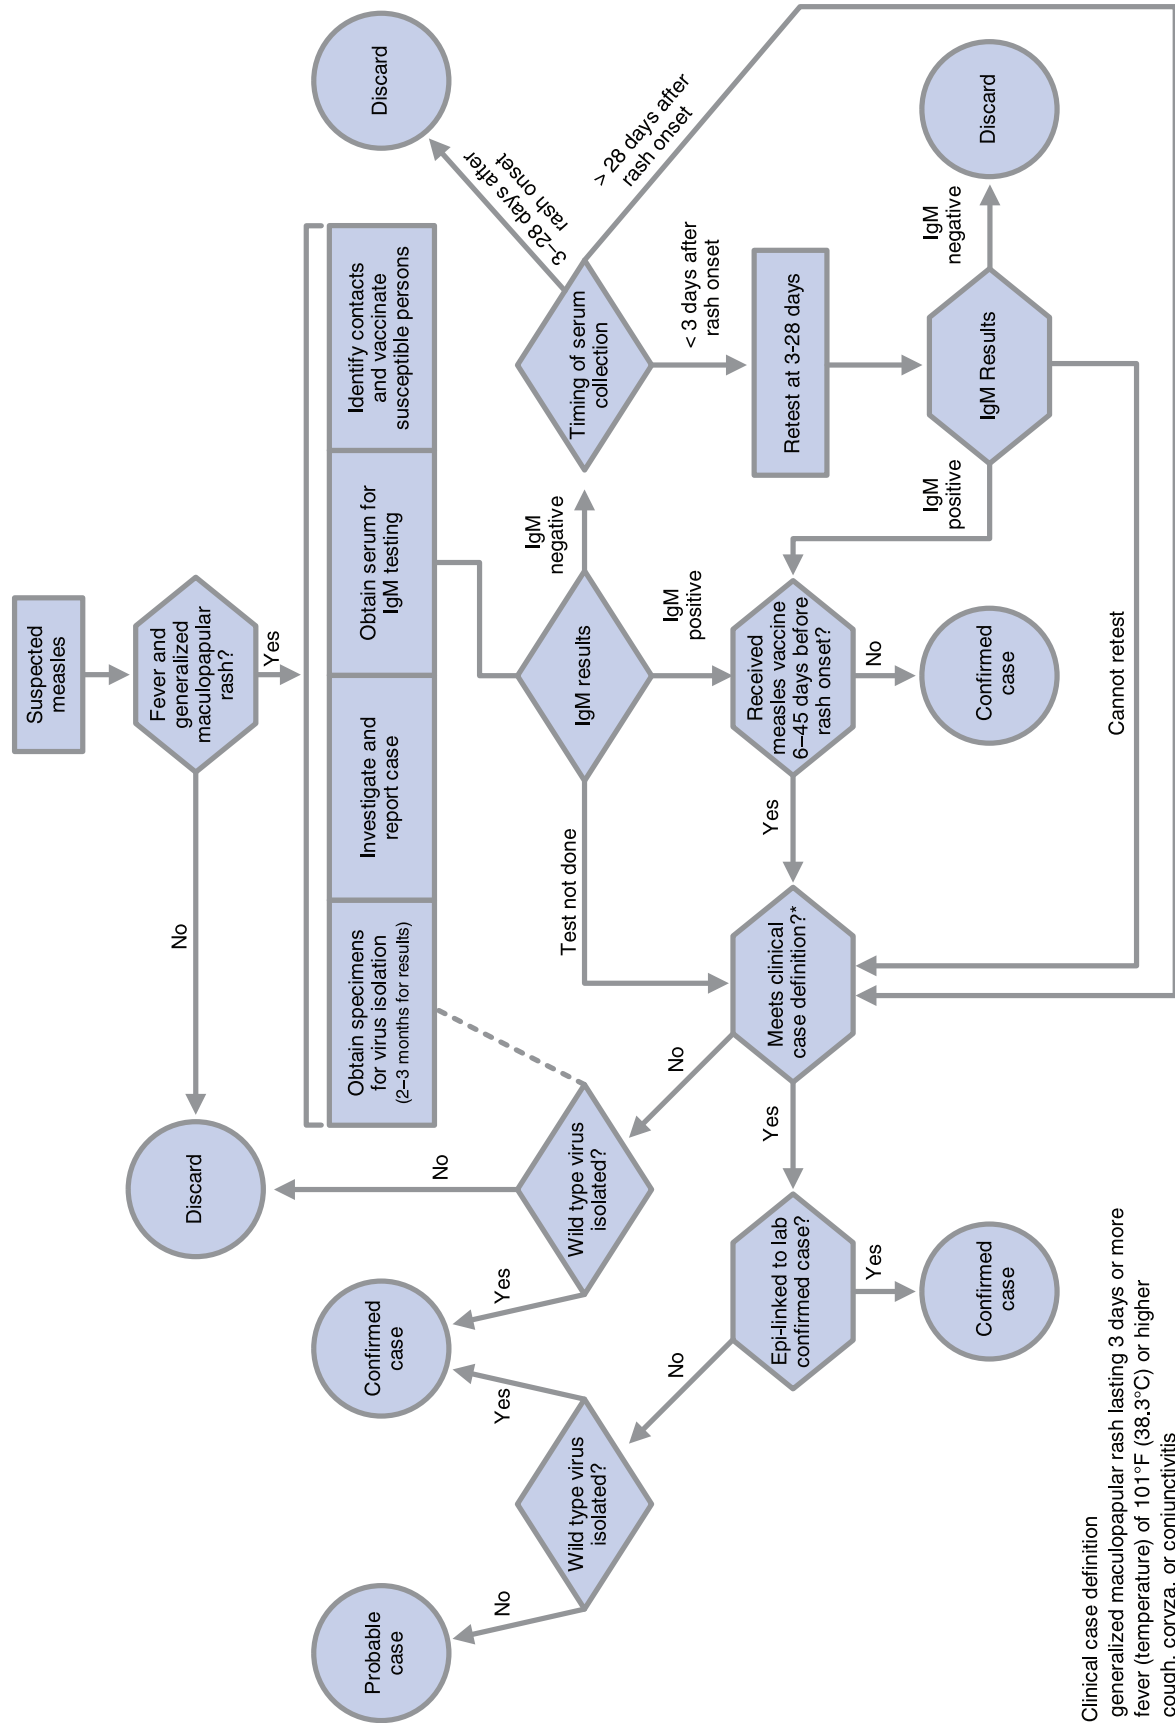 Suspected
measles
Fever and
generalized
maculopapular
rash?
No
Yes
Discard
Obtain specimens
for virus isolation
(2–3 months for results)
Investigate and
report case
Obtain serum for
IgM testing
Identify contacts
and vaccinate
susceptible persons
Discard
3–28 days after
rash onset
> 28 days after
rash onset
Probable
case
Confirmed
case
No
Yes
Yes
No
Wild type virus
isolated?
Wild type virus
isolated?
Test not done
IgM results
IgM
negative
Timing of serum
collection
No
No
IgM
positive
< 3 days after
rash onset
Epi-linked to lab
confirmed case?
Yes
Meets clinical
case definition?*
Yes
Received
measles vaccine
6–45 days before
rash onset?
Retest at 3-28 days
Yes
No
IgM
positive
IgM
negative
Confirmed
case
Confirmed
case
IgM Results
Discard
Cannot retest
Clinical case definition
generalized maculopapular rash lasting 3 days or more
fever (temperature) of 101°F (38.3°C) or higher
cough, coryza, or conjunctivitis